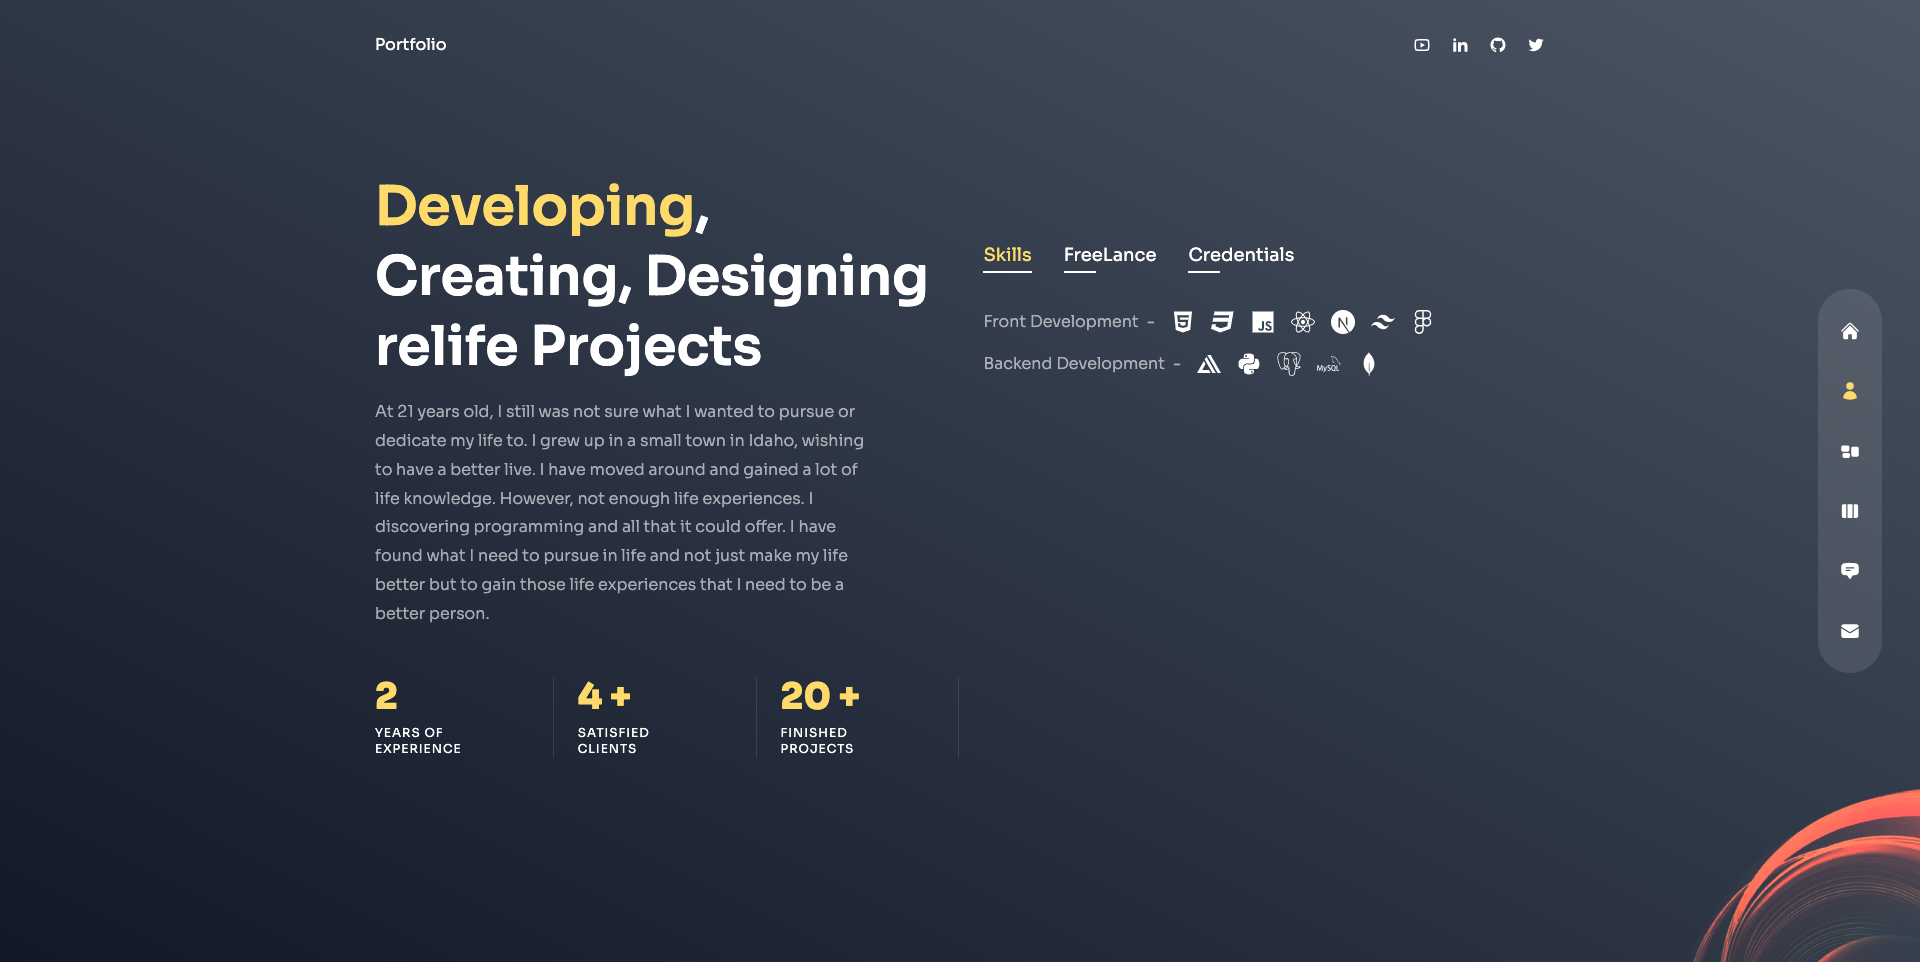 Portfolio
Developing,
Creating, Designing
relife Projects
At 21 years old, I still was not sure what I wanted to pursue or
dedicate my life to. I grew up in a small town in Idaho, wishing
to have a better live. I have moved around and gained a lot of
life knowledge. However, not enough life experiences. I
discovering programming and all that it could offer. I have
found what I need to pursue in life and not just make my life
better but to gain those life experiences that I need to be a
better person.
2
YEARS OF
EXPERIENCE
4 +
SATISFIED
CLIENTS
20 +
FINISHED
PROJECTS
Skills FreeLance Credentials
Front Development - 5 JS N
Backend Development - MySQL